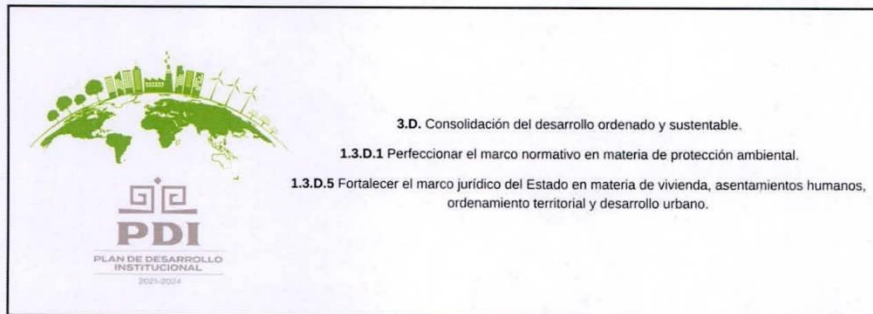 3.D. Consolidación del desarrollo ordenado y sustentable.
1.3.D.1 Perfeccionar el marco normativo en materia de protección ambiental.
1.3.D.5 Fortalecer el marco jurídico del Estado en materia de vivienda, asentamientos humanos,
ordenamiento territorial y desarrollo urbano.
PDI
PLAN DE DESARROLLO
INSTITUCIONAL
2021-2024